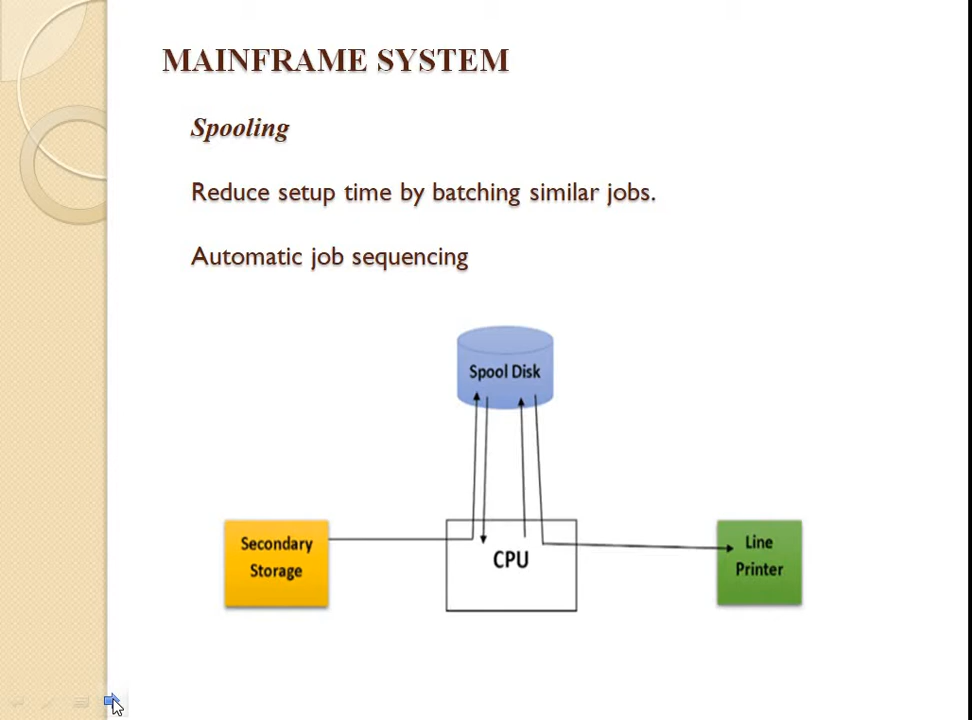 MAINFRAME SYSTEM
Spooling
Reduce setup time by batching similar jobs.
Automatic job sequencing
Spool Disk
Secondary
Storage
CPU
Line
Printer